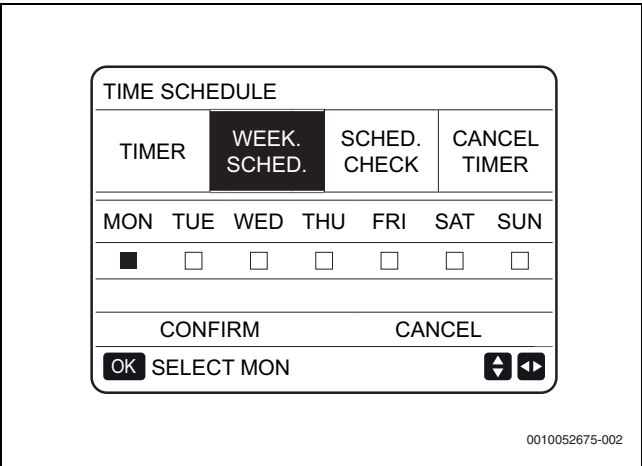 TIME SCHEDULE
TIMER
WEEK.
SCHED.
SCHED.
CHECK
CANCEL
TIMER
MON TUE WED THU FRI SAT SUN
CONFIRM CANCEL
OK SELECT MON
0010052675-002